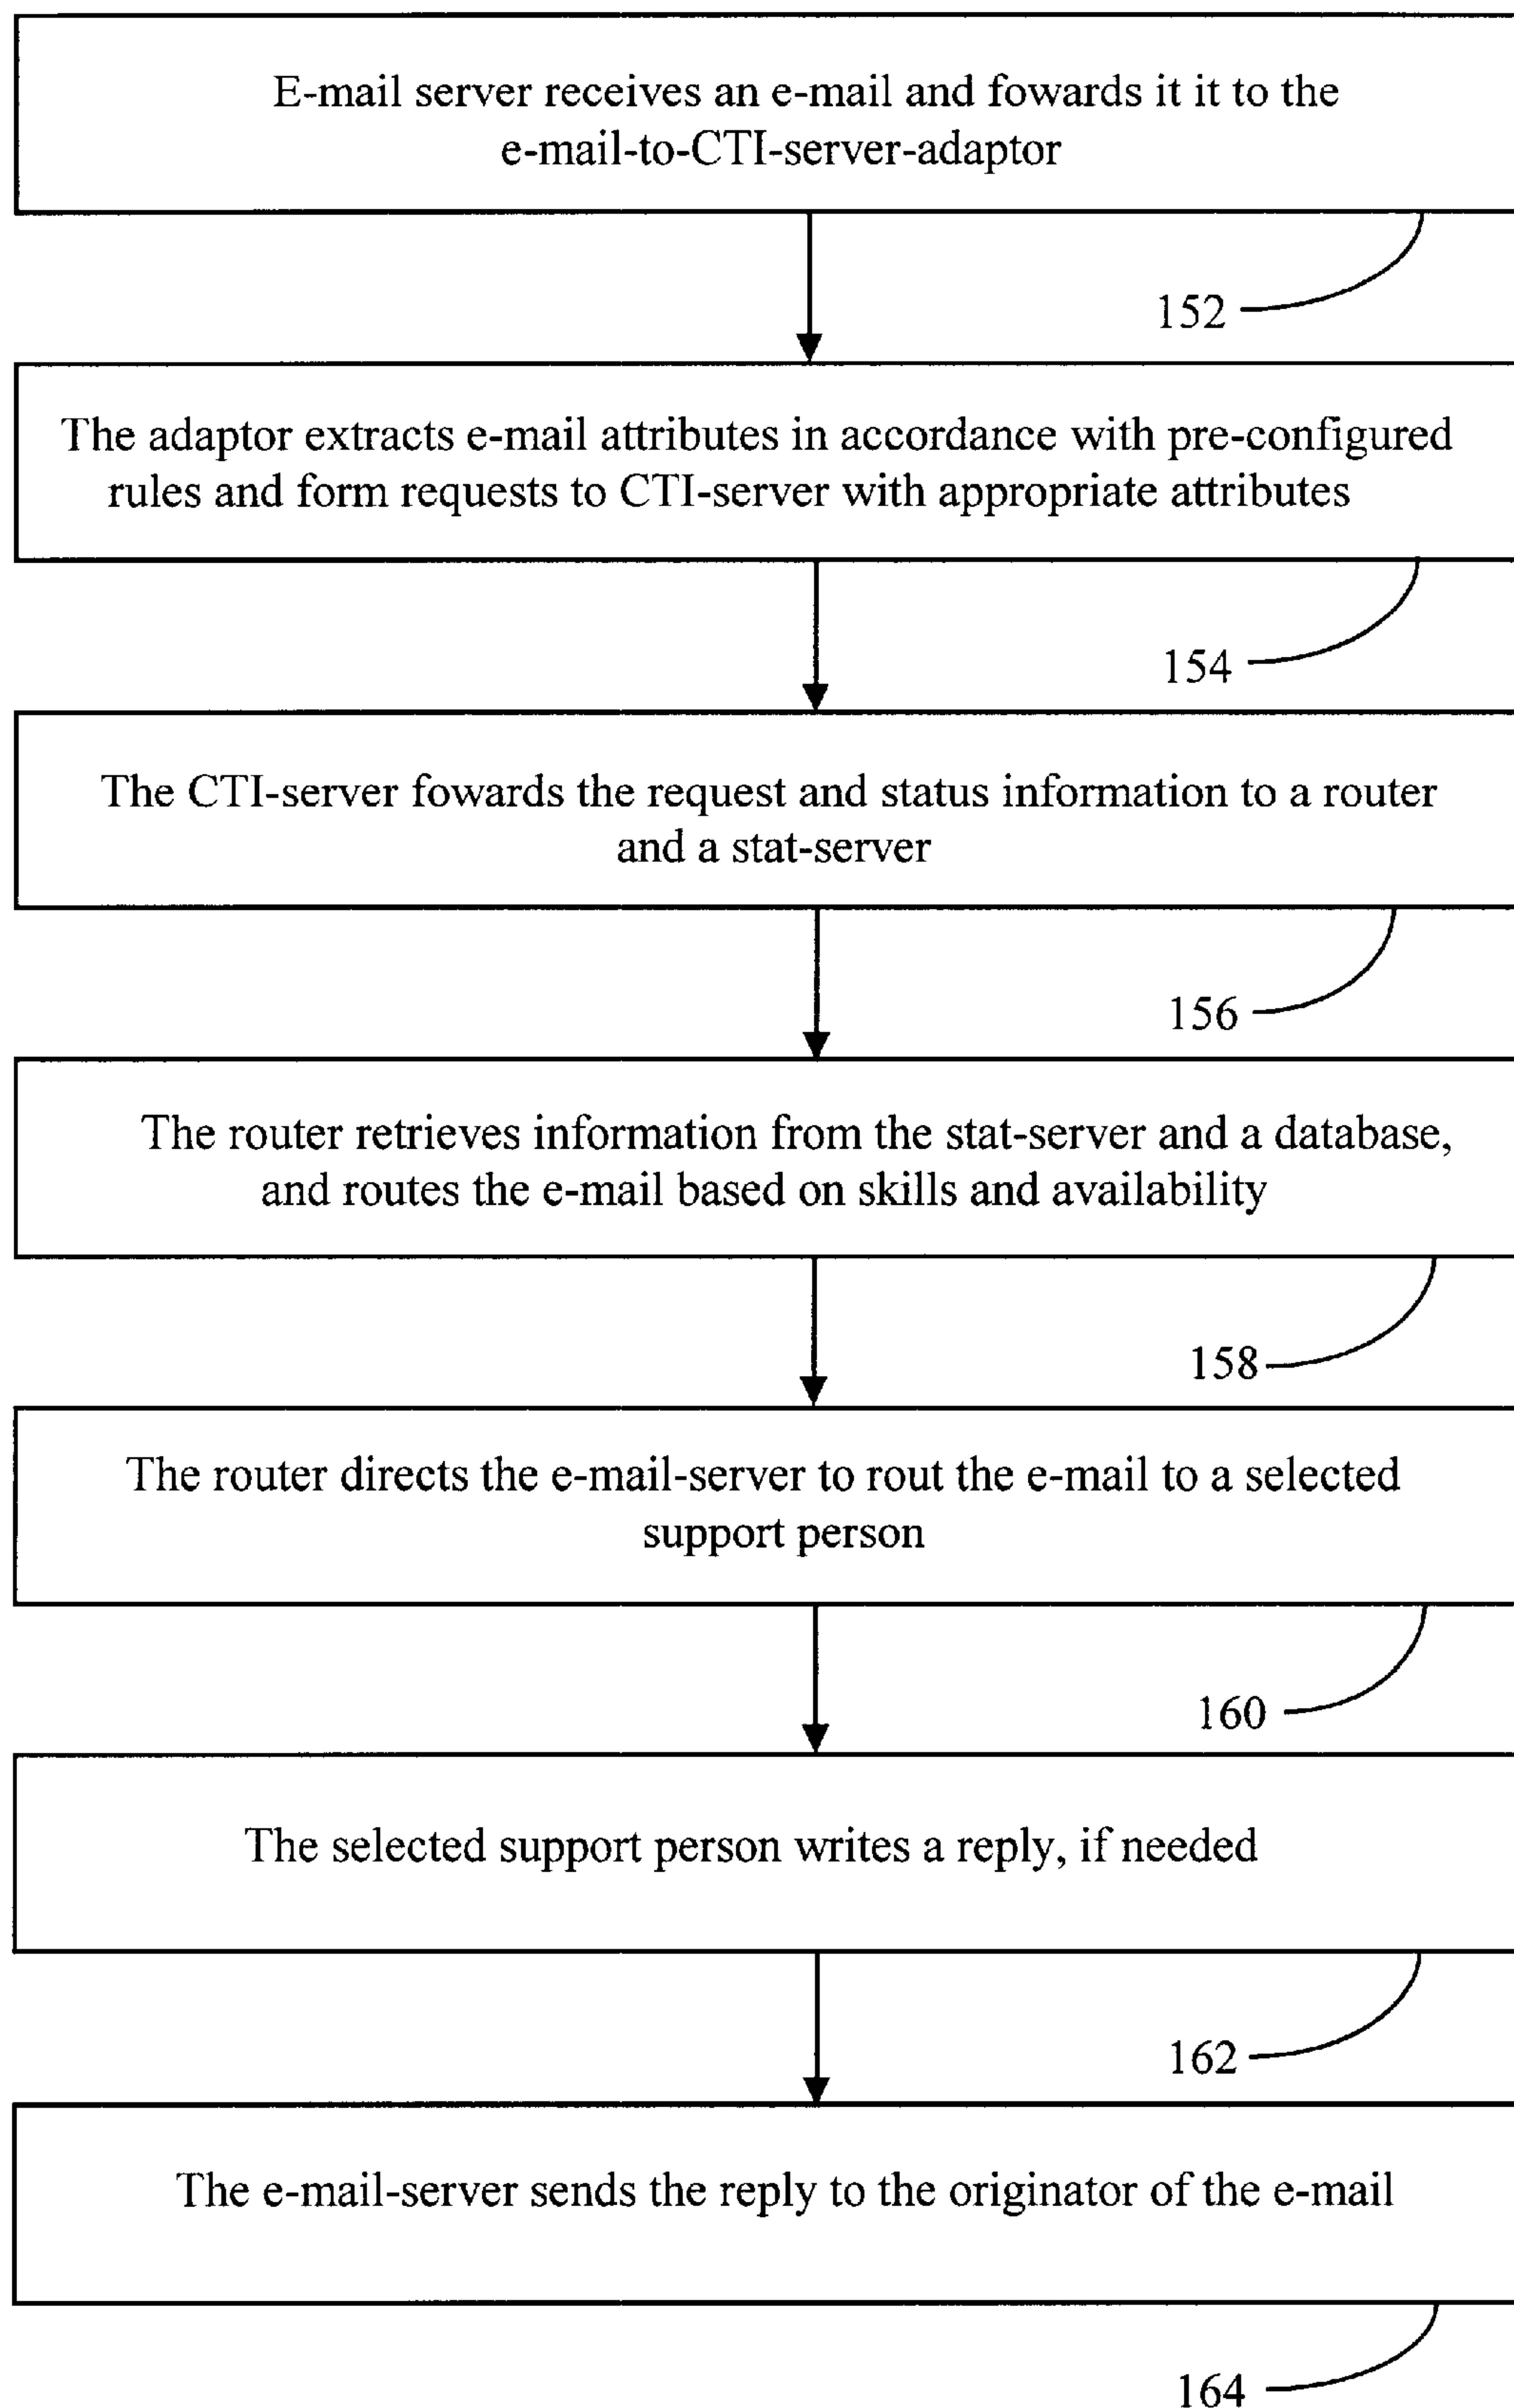 E-mail server receives an e-mail and fowards it it to the
e-mail-to-CTI-server-adaptor
152
The adaptor extracts e-mail attributes in accordance with pre-configured
rules and form requests to CTI-server with appropriate attributes
154
The CTI-server fowards the request and status information to a router
and a stat-server
156
The router retrieves information from the stat-server and a database,
and routes the e-mail based on skills and availability
158
The router directs the e-mail-server to rout the e-mail to a selected
support person
160
The selected support person writes a reply, if needed
162
The e-mail-server sends the reply to the originator of the e-mail
164